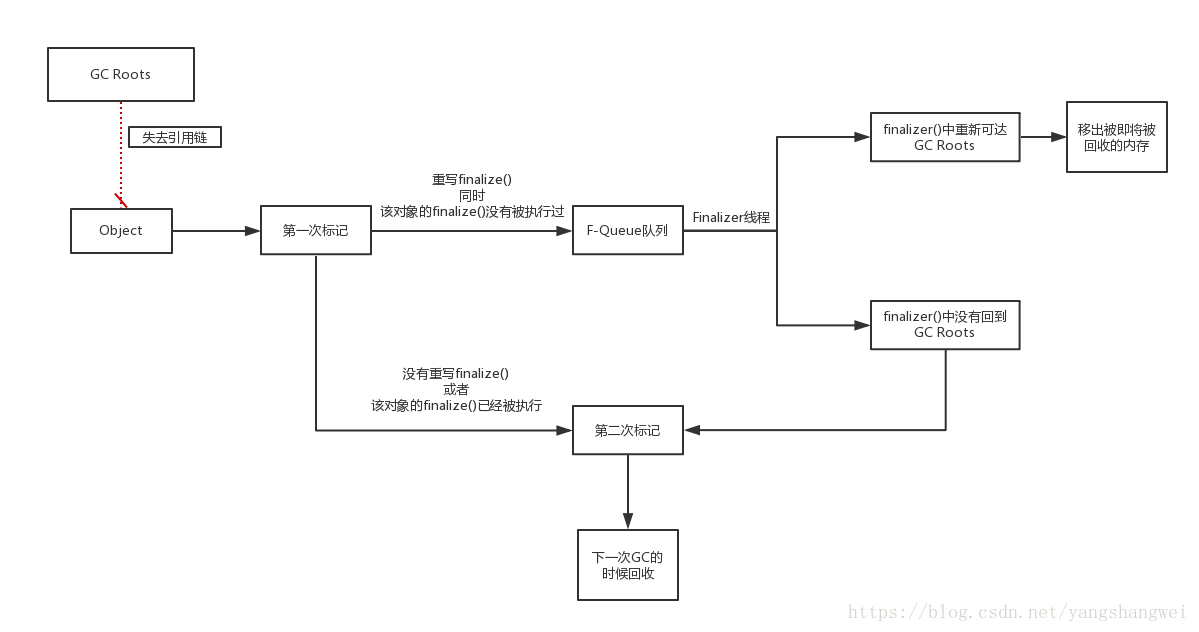 GC Roots
失去引用链
Object
第一次标记
重写finalize()
同时
该对象的finalize()没有被执行过
F-Queue队列
Finalizer线程
finalizer()中重新可达
GC Roots
移出被即将被
回收的内存
finalizer()中没有回到
GC Roots
没有重写finalize()
或者
该对象的finalize()已经被执行
第二次标记
下一次GC的
时候回收
https://blog.csdn.net/yangshangwei